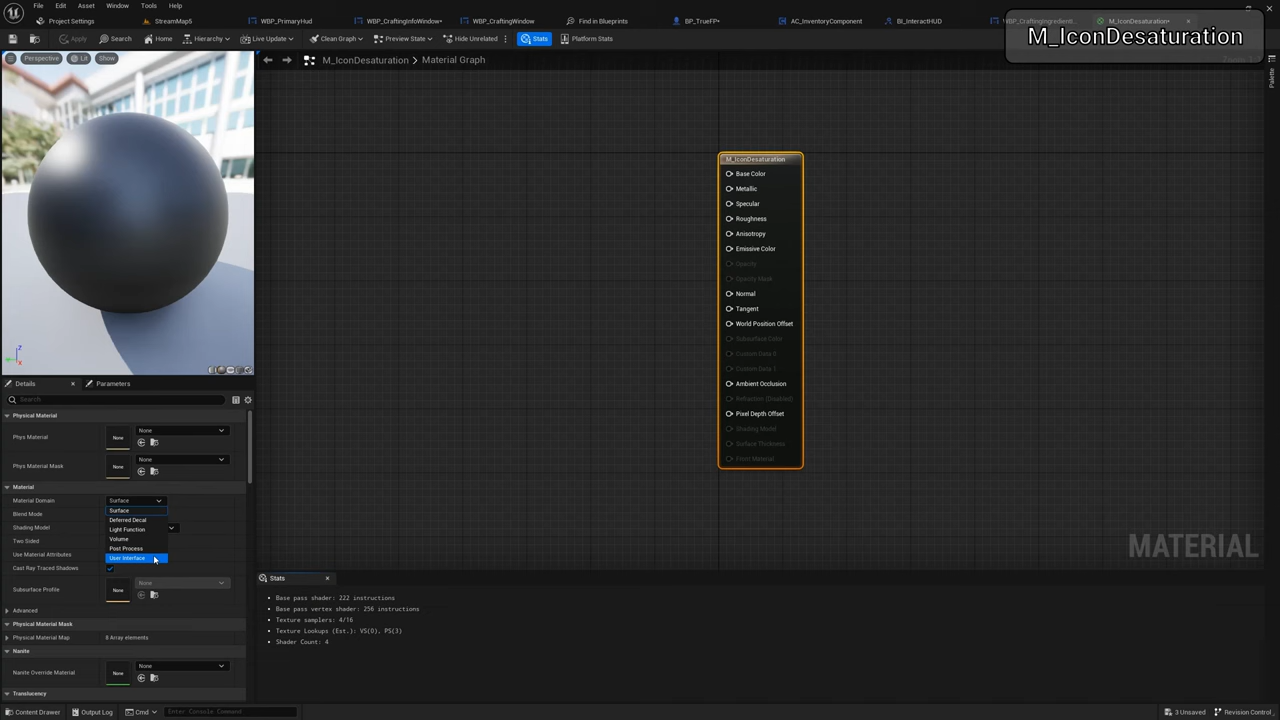 File Edit Asset Window Tools Help
Project Settings StreamMap5 WBP_PrimaryHud WBP_CraftingInfoWindow• WBP_CraftingWindow Find in Blueprints BP_TrueFP• AC_InventoryComponent BI_InteractHUD WBP_CraftingIngredient... M_IconDesaturation•
M_IconDesaturation
Apply Search Home Hierarchy Live Update Clean Graph Preview State Hide Unrelated Stats Platform Stats
Perspective Lit Show
M_IconDesaturation > Material Graph
Palette
M_IconDesaturation
Base Color
Metallic
Specular
Roughness
Anisotropy
Emissive Color
Opacity
Opacity Mask
Normal
Tangent
World Position Offset
Subsurface Color
Custom Data 0
Custom Data 1
Ambient Occlusion
Refraction (Disabled)
Pixel Depth Offset
Shading Model
Surface Thickness
Front Material
MATERIAL
Z
X
Details Parameters
Search
Physical Material
Phys Material None None
Phys Material Mask None None
Material
Material Domain Surface
Surface
Blend Mode
Deferred Decal
Shading Model
Light Function
Two Sided
Volume
Use Material Attributes
Post Process
User Interface
Cast Ray Traced Shadows
Subsurface Profile None None
Advanced
Physical Material Mask
Physical Material Map 8 Array elements
Nanite
Nanite Override Material None None
Translucency
Stats
Base pass shader: 222 instructions
Base pass vertex shader: 256 instructions
Texture samplers: 4/16
Texture Lookups (Est.): VS(0), PS(3)
Shader Count: 4
Content Drawer Output Log Cmd Enter Console Command 3 Unsaved Revision Control